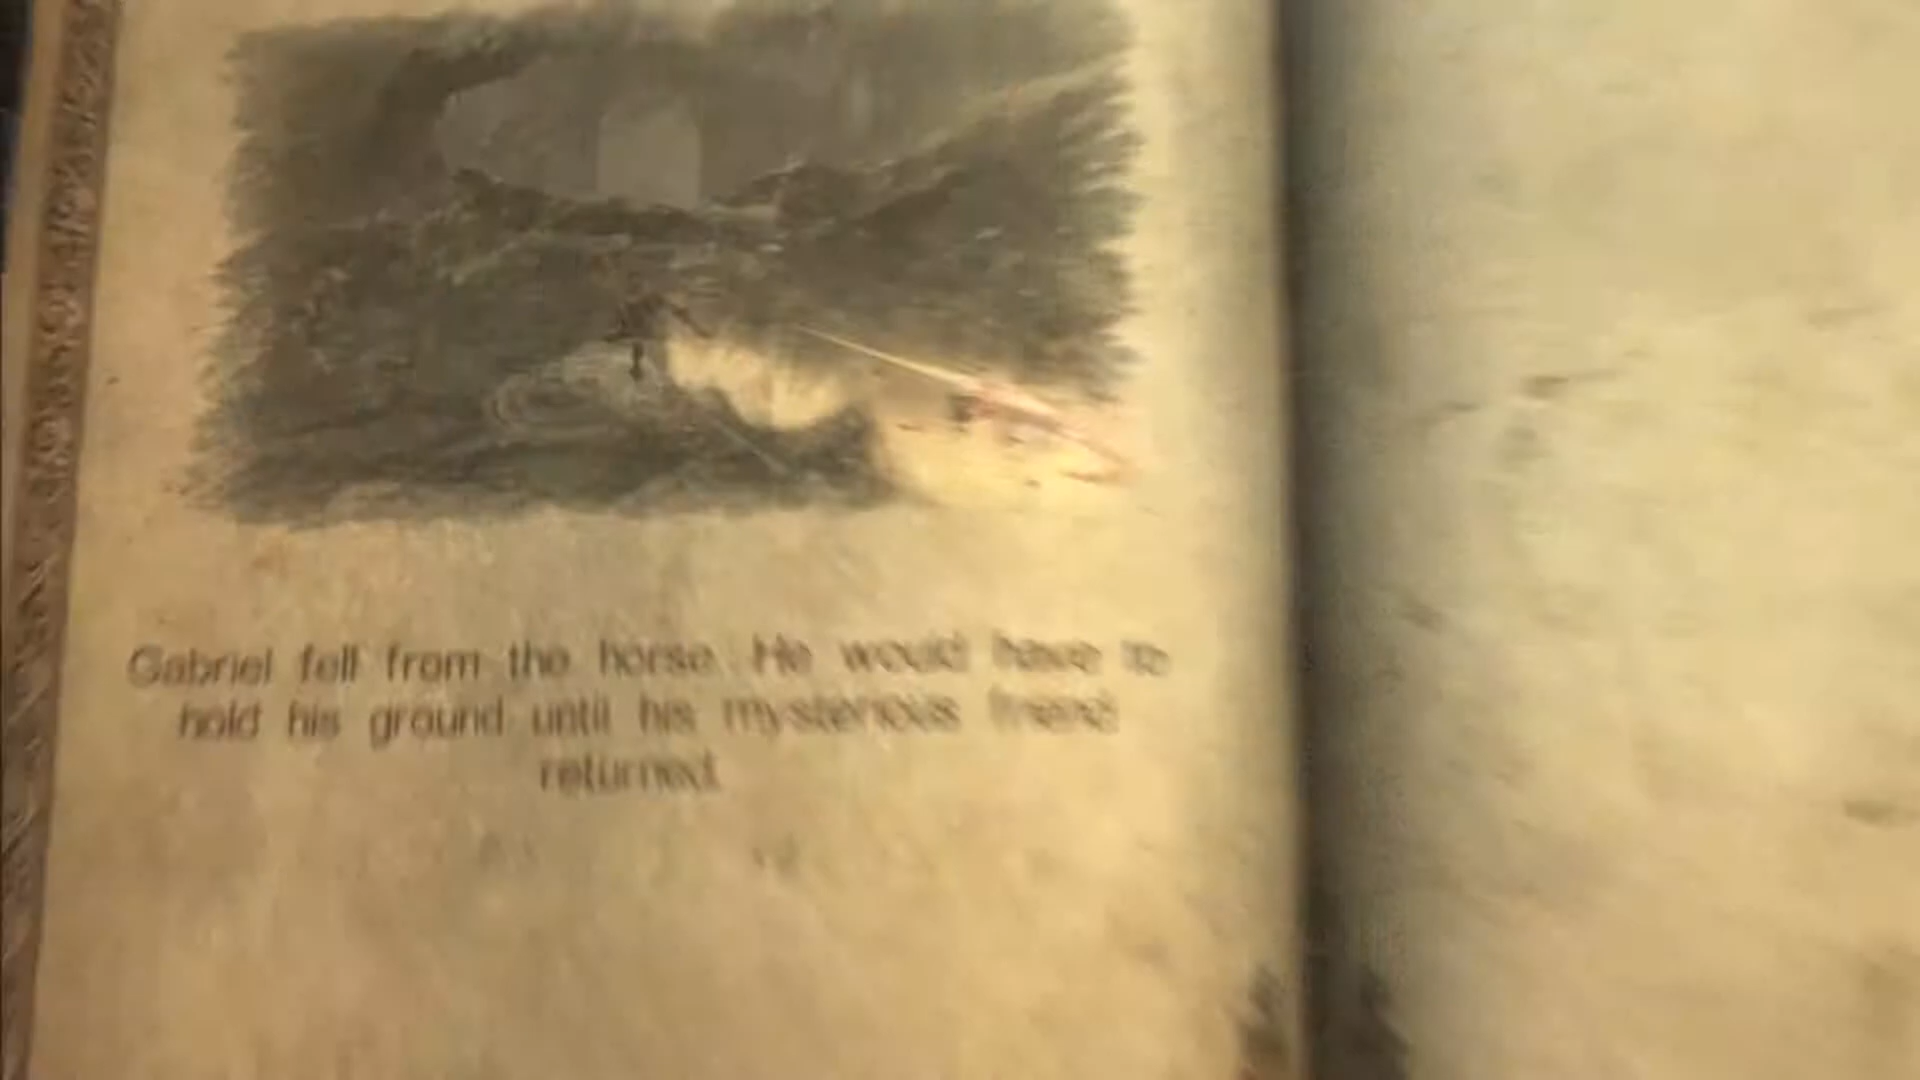 Gabriel fell from the horse. He would have to
hold his ground until his mysterious friend
returned.